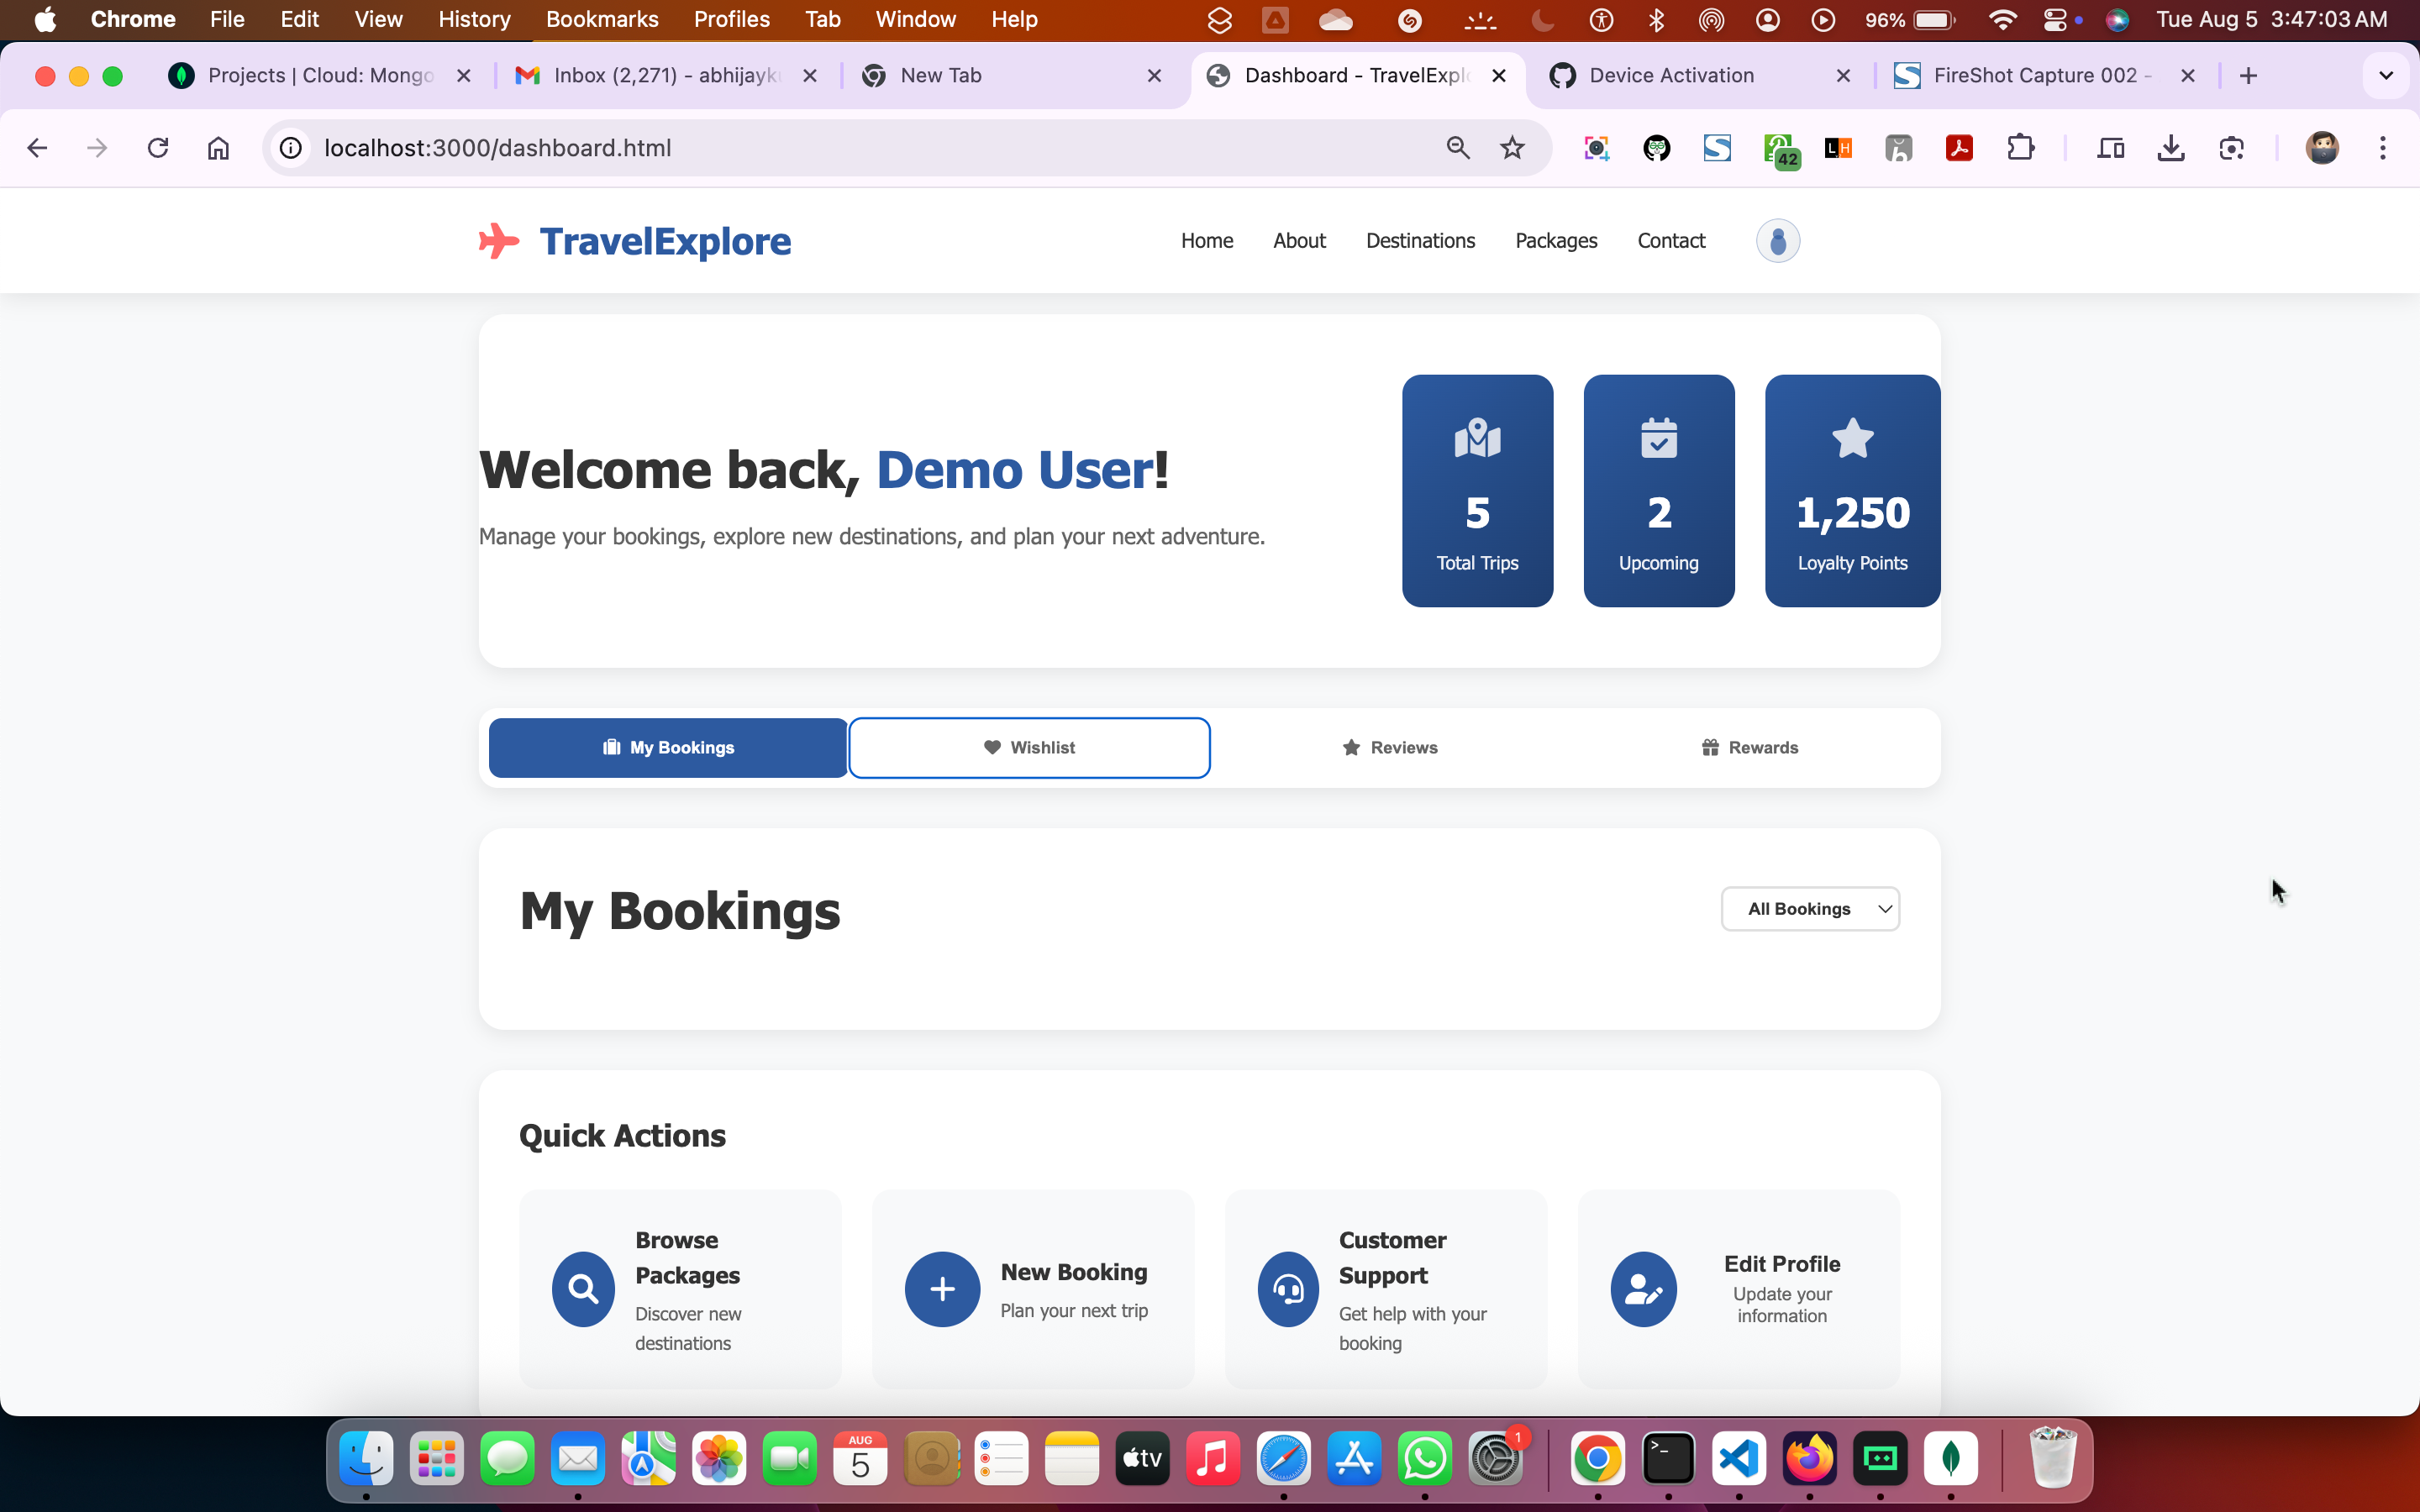 Chrome File Edit View History Bookmarks Profiles Tab Window Help 96% Tue Aug 5 3:47:03 AM
Projects | Cloud: Mongo Inbox (2,271) - abhijayku New Tab Dashboard - TravelExplo Device Activation FireShot Capture 002 -
localhost:3000/dashboard.html 42 LH
TravelExplore Home About Destinations Packages Contact
Welcome back, Demo User!
Manage your bookings, explore new destinations, and plan your next adventure.
5
Total Trips
2
Upcoming
1,250
Loyalty Points
My Bookings Wishlist Reviews Rewards
My Bookings All Bookings
Quick Actions
Browse
Packages
Discover new
destinations
New Booking
Plan your next trip
Customer
Support
Get help with your
booking
Edit Profile
Update your
information
AUG
5
tv
1